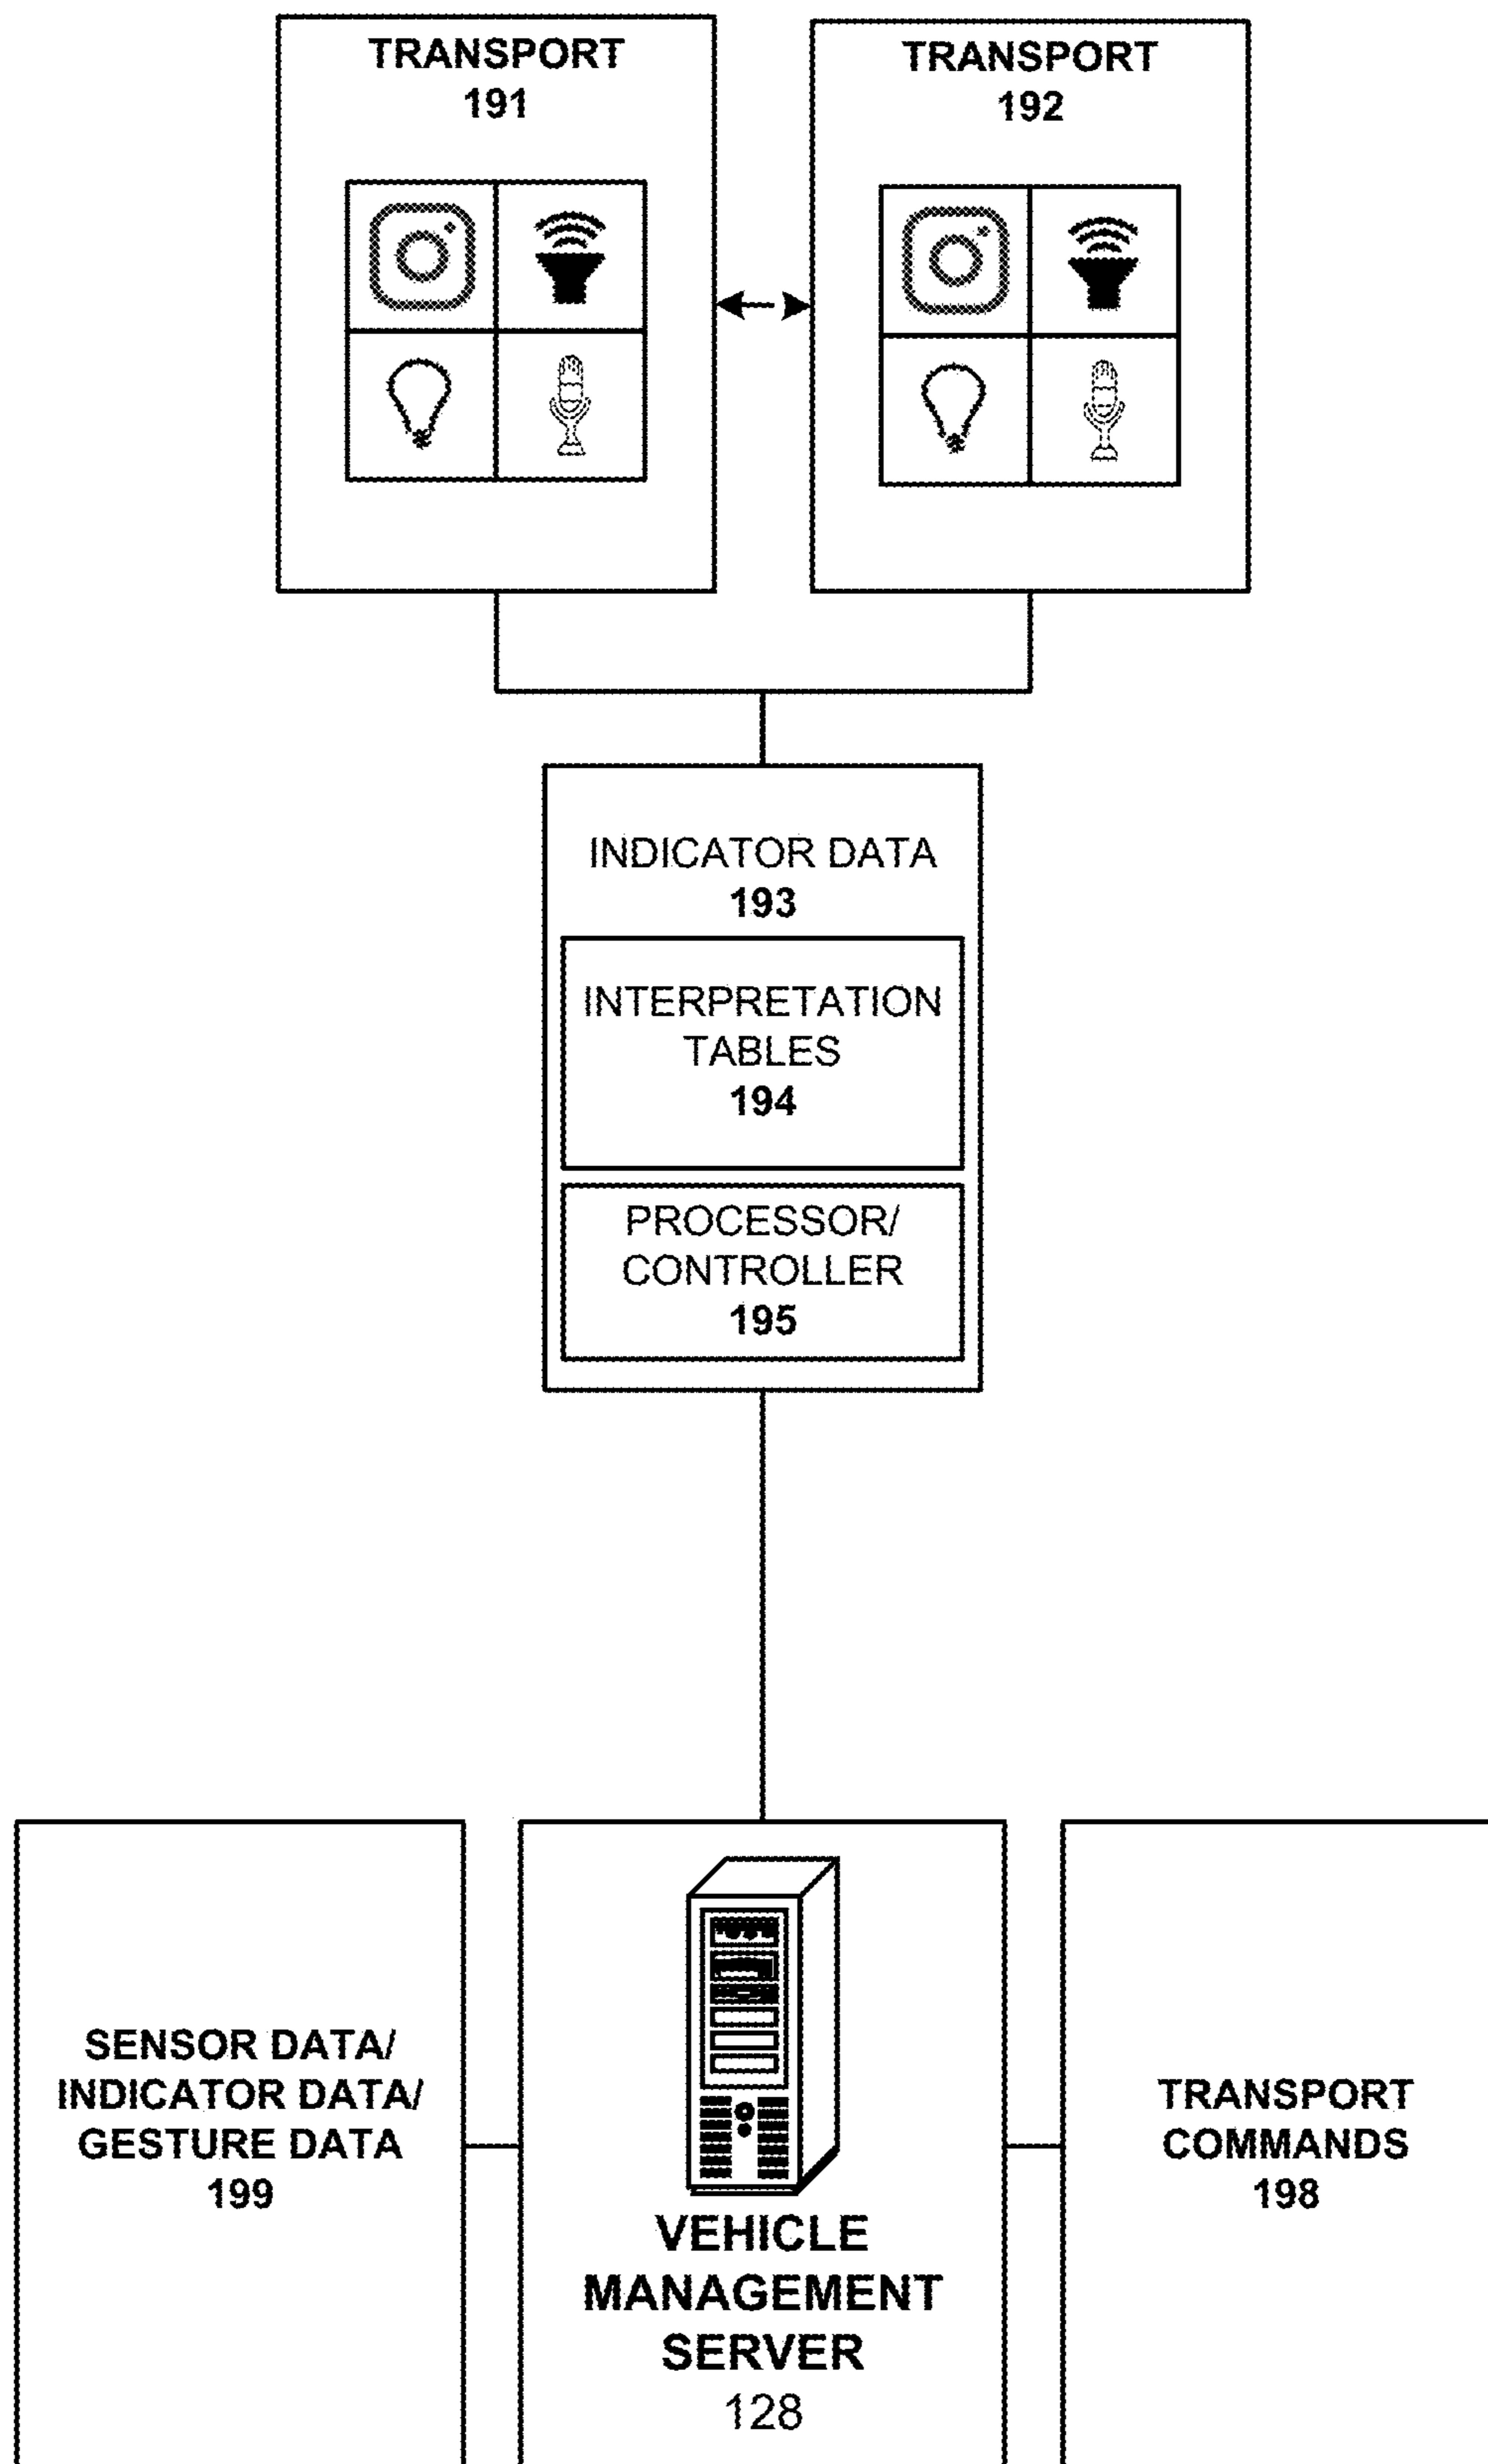 TRANSPORT
191
TRANSPORT
192
INDICATOR DATA
193
INTERPRETATION
TABLES
194
PROCESSOR/
CONTROLLER
195
SENSOR DATA/
INDICATOR DATA/
GESTURE DATA
199
VEHICLE
MANAGEMENT
SERVER
128
TRANSPORT
COMMANDS
198